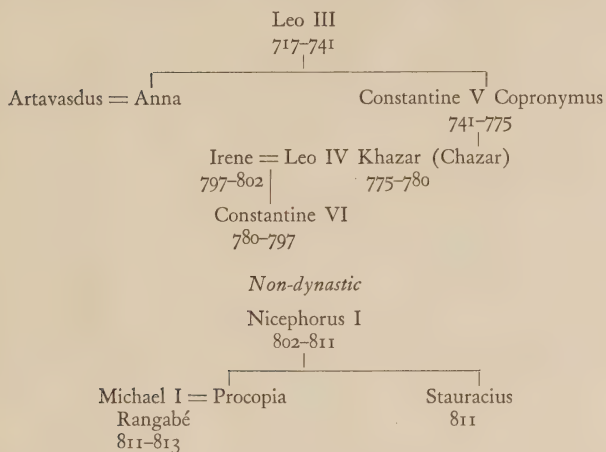 Leo III
717–741
Artavasdus = Anna
Constantine V Copronymus
741–775
Irene = Leo IV Khazar (Chazar)
797–802
775–780
Constantine VI
780–797
Non-dynastic
Nicephorus I
802–811
Michael I = Procopia
Rangabé
811–813
Stauracius
811